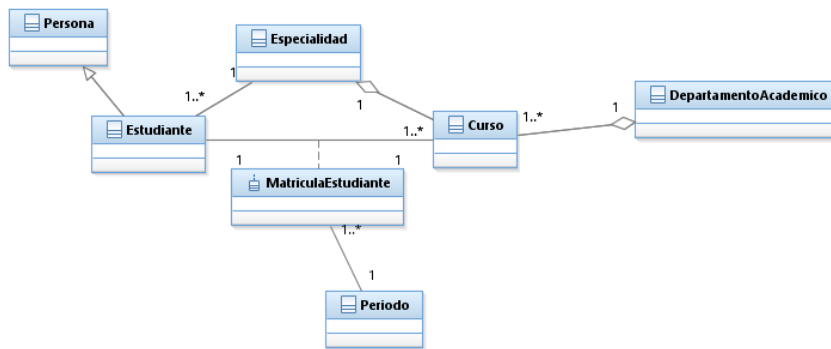 Persona
Especialidad
1
1..*
1
DepartamentoAcademico
1
1..*
Estudiante
1..*
Curso
1
1
MatriculaEstudiante
1..*
1
Periodo